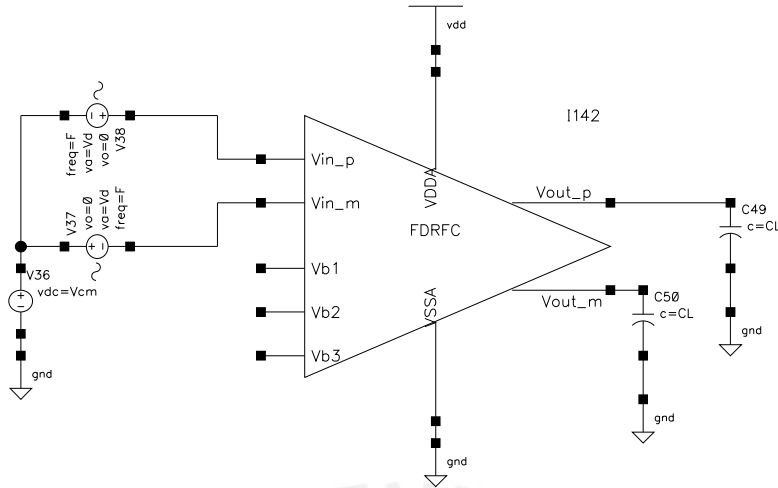 vdd
I142
freq=F
va=Vd
vo=0
V38
Vin_p
VDDA
Vout_p
C49
c=CL
V37
vo=0
va=Vd
freq=F
Vin_m
FDRFC
V36
vdc=Vcm
Vb1
Vb2
Vb3
VSSA
Vout_m
C50
c=CL
gnd
gnd
gnd
gnd